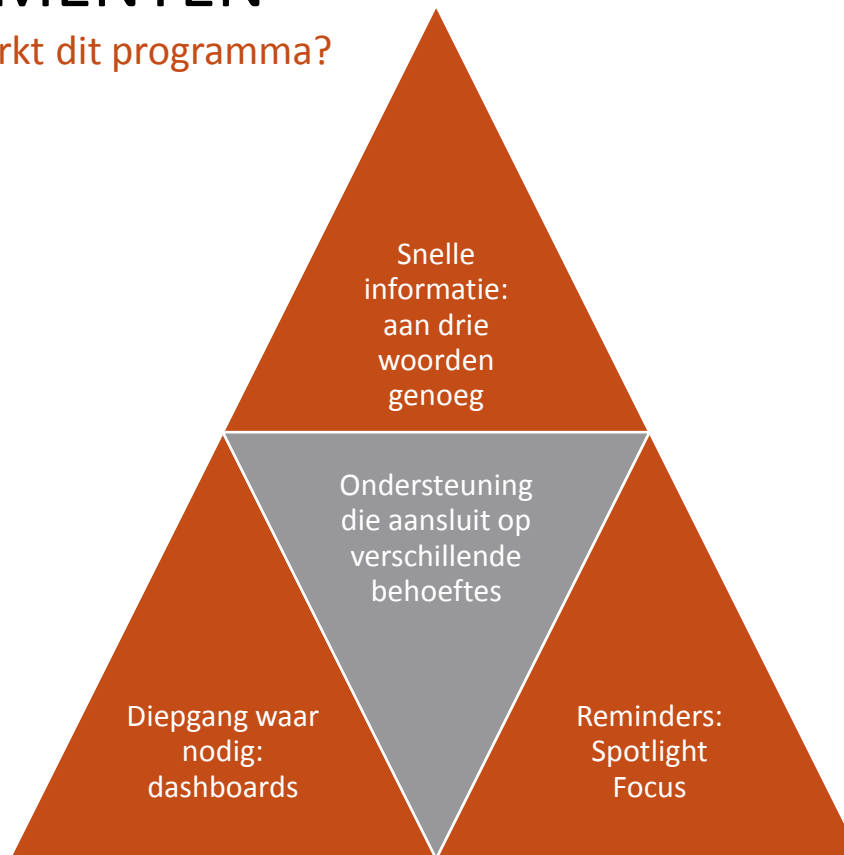 MENTEN
rkt dit programma?
Snelle
informatie:
aan drie
woorden
genoeg
Ondersteuning
die aansluit op
verschillende
behoeftes
Diepgang waar
nodig:
dashboards
Reminders:
Spotlight
Focus